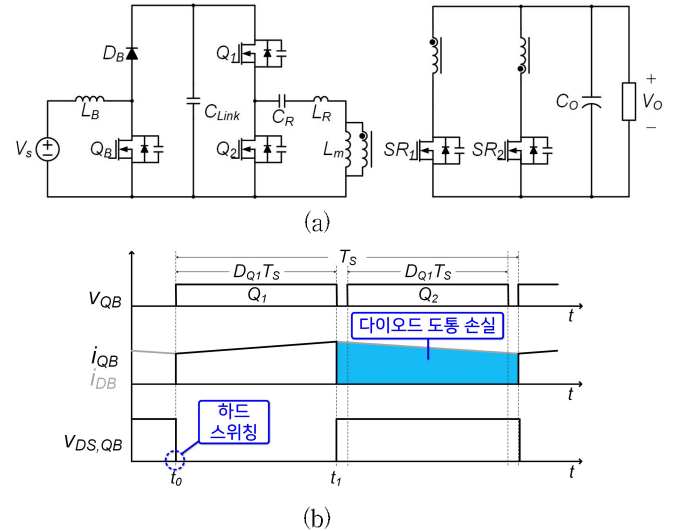 D_B
Q_1
C_Link
C_R
L_R
L_B
V_s
Q_B
Q_2
L_m
SR_1
SR_2
C_O
+
V_O
−
(a)
T_S
D_Q1T_S
D_Q1T_S
v_QB
Q_1
Q_2
t
다이오드 도통 손실
i_QB
i_DB
t
하드
스위칭
v_DS,QB
t_0
t_1
t
(b)